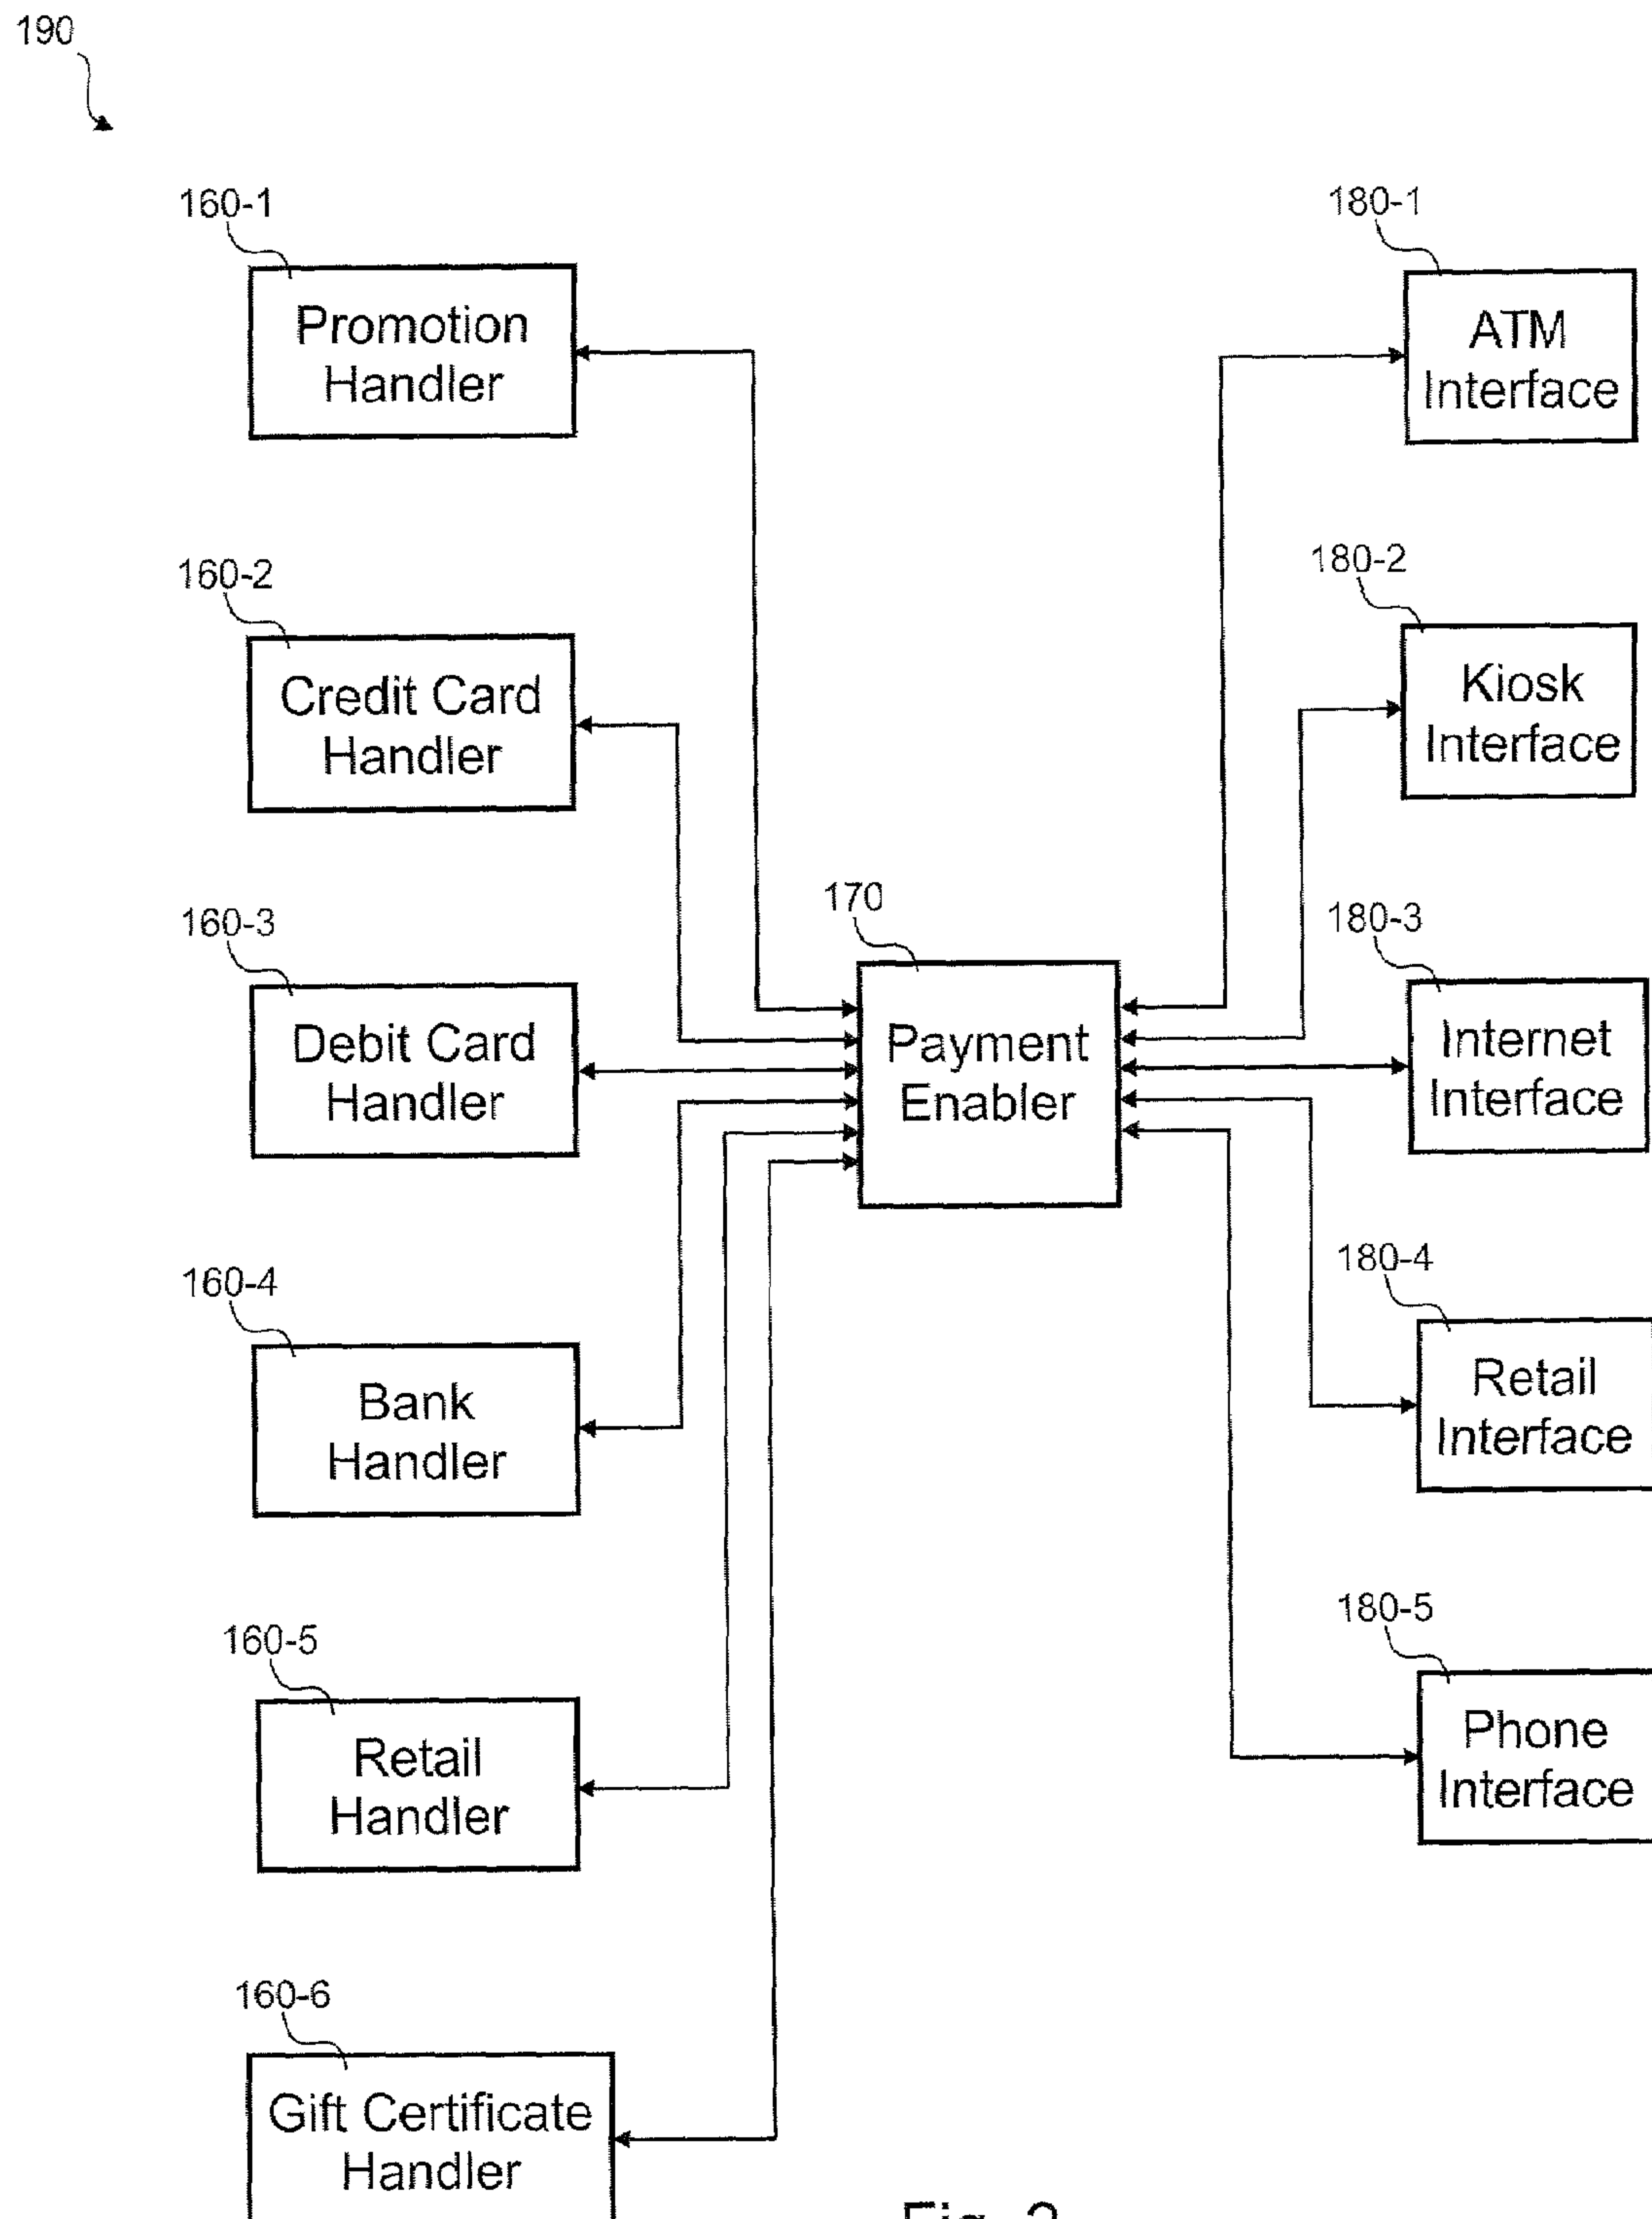 190
160-1
Promotion
Handler
180-1
ATM
Interface
160-2
Credit Card
Handler
180-2
Kiosk
Interface
160-3
Debit Card
Handler
170
Payment
Enabler
180-3
Internet
Interface
160-4
Bank
Handler
180-4
Retail
Interface
160-5
Retail
Handler
180-5
Phone
Interface
160-6
Gift Certificate
Handler
Fig.